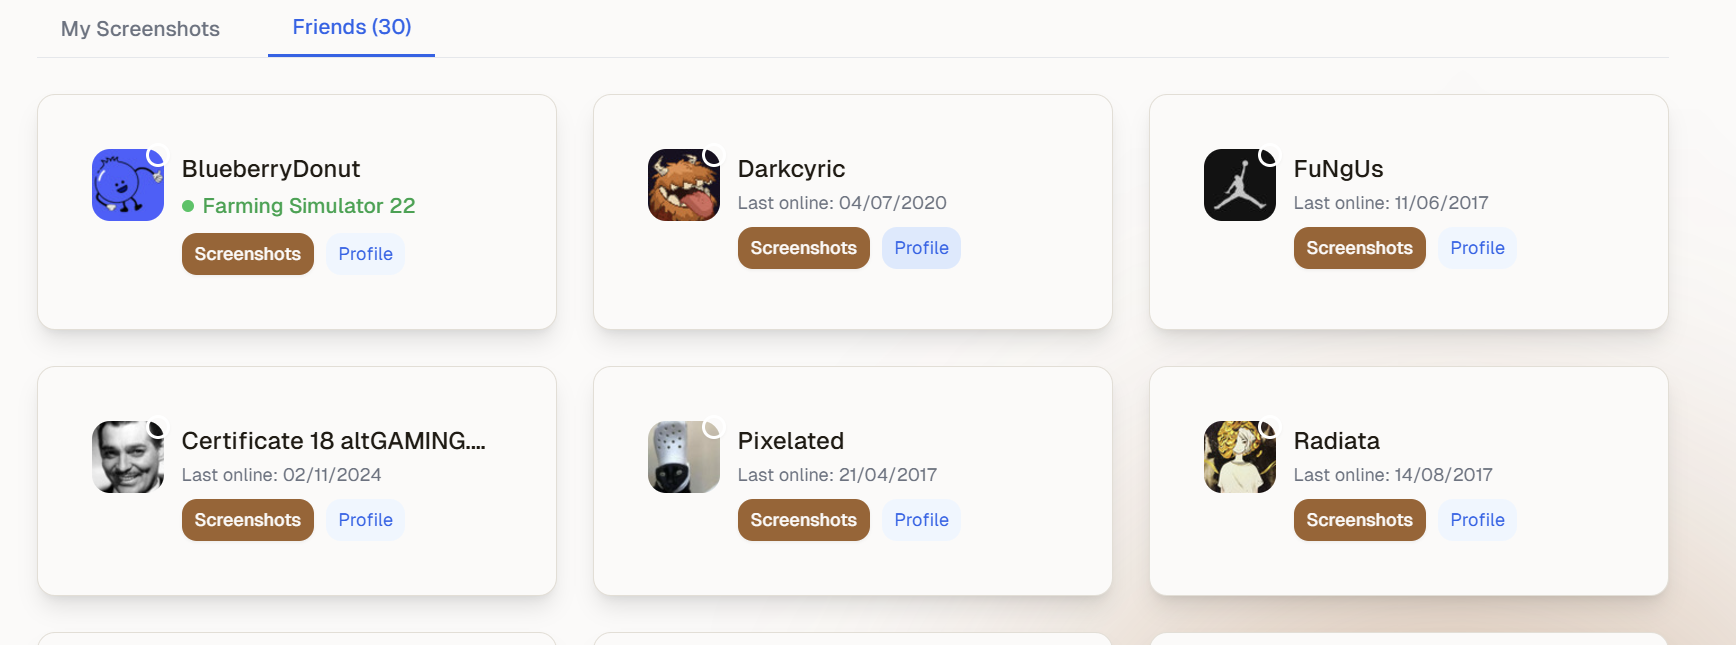 My Screenshots
Friends (30)
BlueberryDonut
Farming Simulator 22
Screenshots
Profile
Darkcyric
Last online: 04/07/2020
Screenshots
Profile
FuNgUs
Last online: 11/06/2017
Screenshots
Profile
Certificate 18 altGAMING....
Last online: 02/11/2024
Screenshots
Profile
Pixelated
Last online: 21/04/2017
Screenshots
Profile
Radiata
Last online: 14/08/2017
Screenshots
Profile